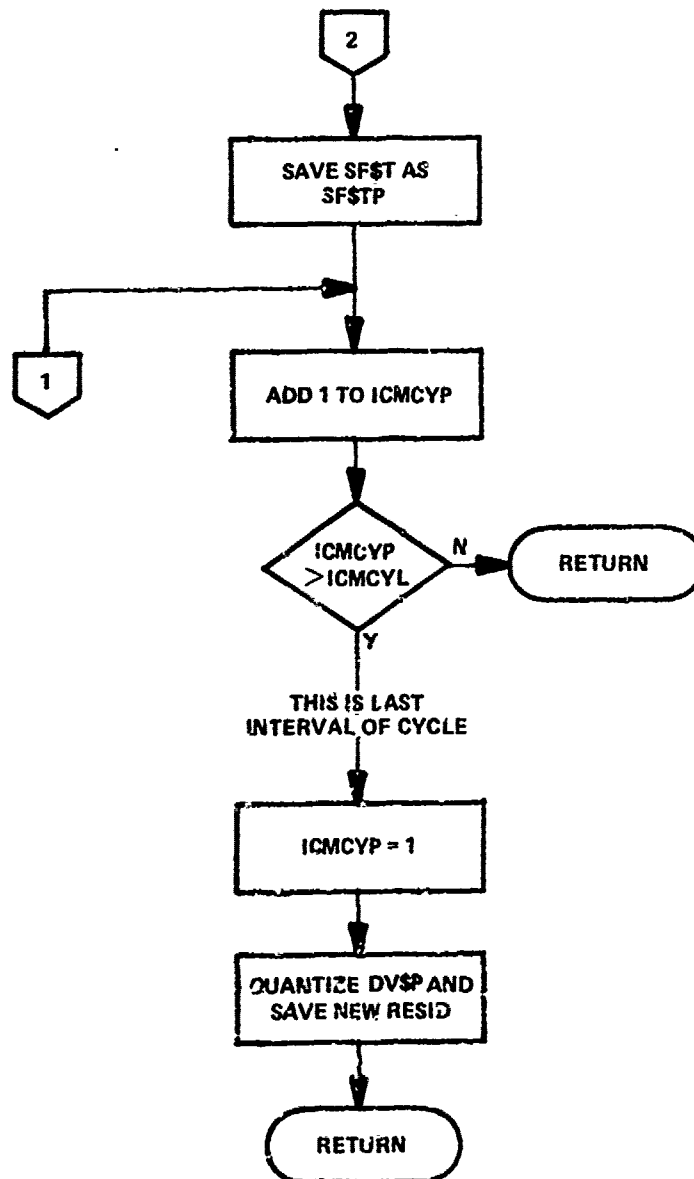 2
SAVE SF$T AS
SF$TP
1
ADD 1 TO ICMCYP
ICMCYP
>ICMCYL
N
RETURN
Y
THIS IS LAST
INTERVAL OF CYCLE
ICMCYP = 1
QUANTIZE DV$P AND
SAVE NEW RESID
RETURN